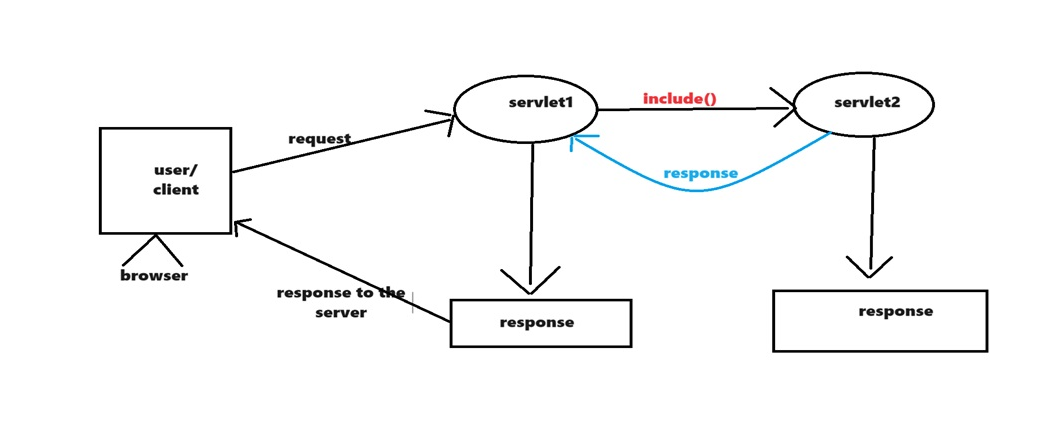 servlet1
include()
servlet2
request
user/
client
response
browser
response to the
server
response
response